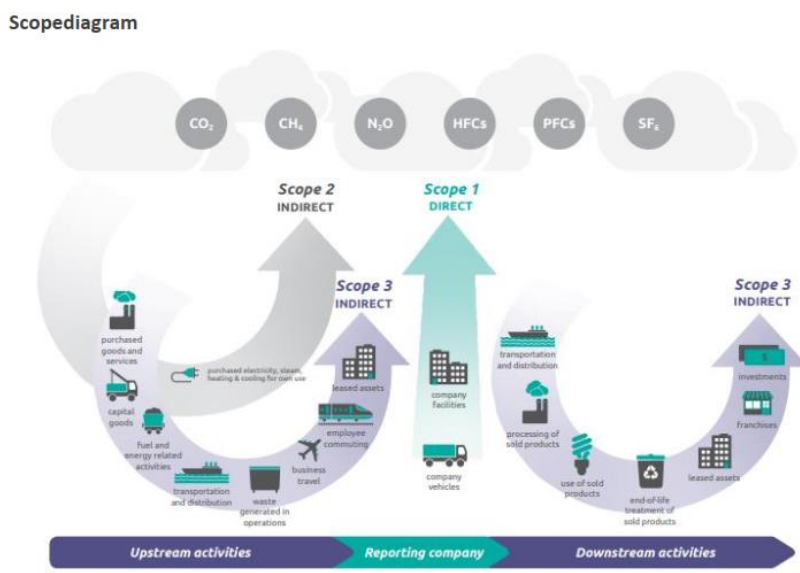 Scopediagram
CO₂
CH₄
N₂O
HFCs
PFCs
SF₆
Scope 2
INDIRECT
Scope 1
DIRECT
Scope 3
INDIRECT
Scope 3
INDIRECT
purchased
goods and
services
capital
goods
fuel and
energy related
activities
transportation
and distribution
waste
generated in
operations
business
travel
employee
commuting
leased assets
purchased electricity, steam,
heating & cooling for own use
company
facilities
company
vehicles
transportation
and distribution
processing of
sold products
use of sold
products
end-of-life
treatment of
sold products
leased assets
franchises
investments
$
Upstream activities
Reporting company
Downstream activities